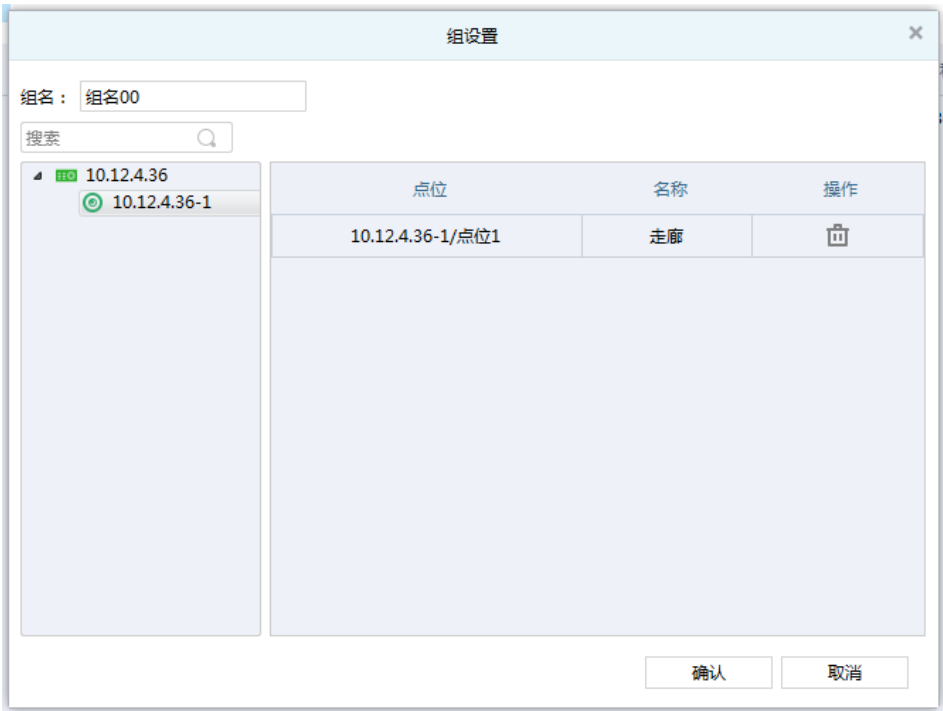 组设置
组名： 组名00
搜索
10.12.4.36
10.12.4.36-1
点位 名称 操作
10.12.4.36-1/点位1 走廊
确认 取消